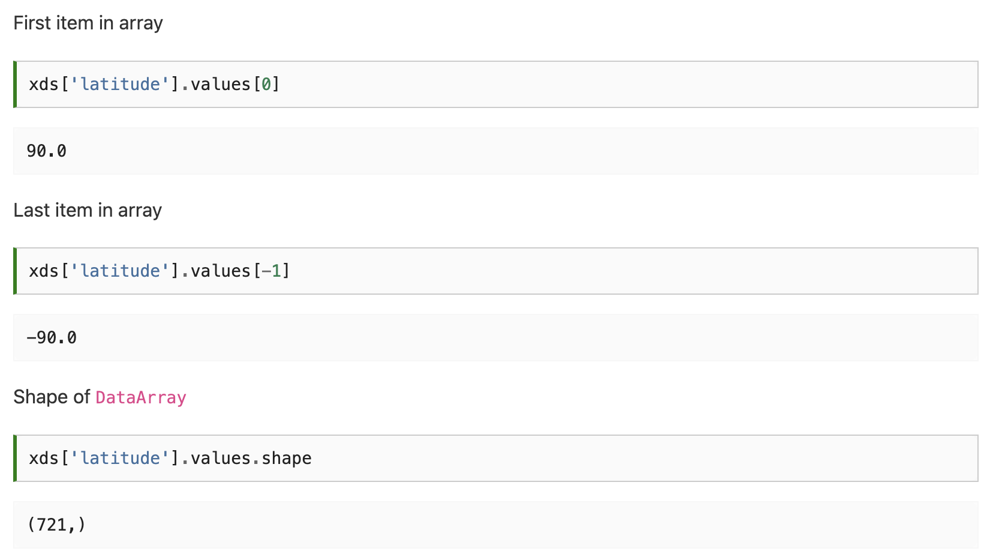 First item in array
xds['latitude'].values[0]
90.0
Last item in array
xds['latitude'].values[-1]
-90.0
Shape of DataArray
xds['latitude'].values.shape
(721,)